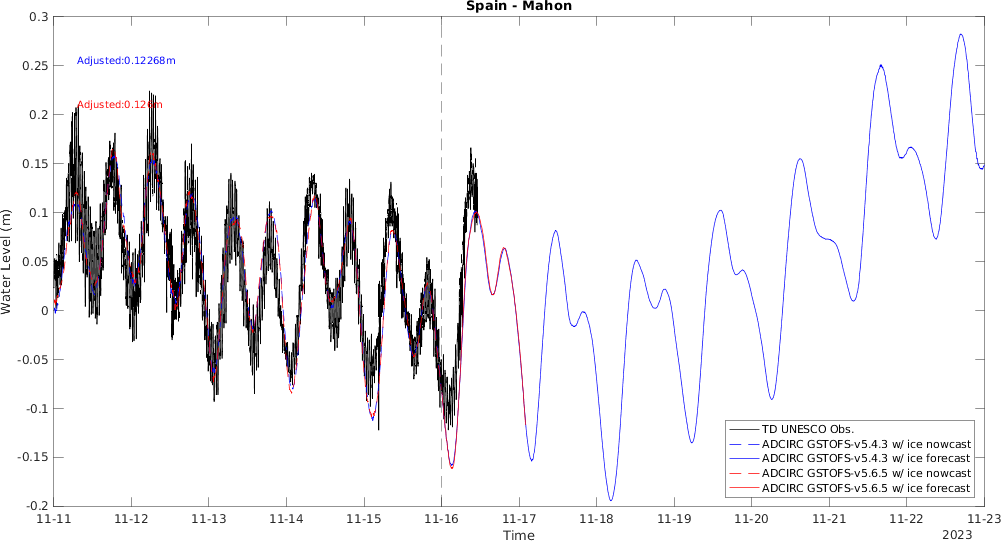 Spain - Mahon
Water Level (m)
0.3
0.25
0.2
0.15
0.1
0.05
0
-0.05
-0.1
-0.15
-0.2
Adjusted:0.12268m
Adjusted:0.126m
TD UNESCO Obs.
ADCIRC GSTOFS-v5.4.3 w/ ice nowcast
ADCIRC GSTOFS-v5.4.3 w/ ice forecast
ADCIRC GSTOFS-v5.6.5 w/ ice nowcast
ADCIRC GSTOFS-v5.6.5 w/ ice forecast
11-11 11-12 11-13 11-14 11-15 11-16 11-17 11-18 11-19 11-20 11-21 11-22 11-23
Time
2023